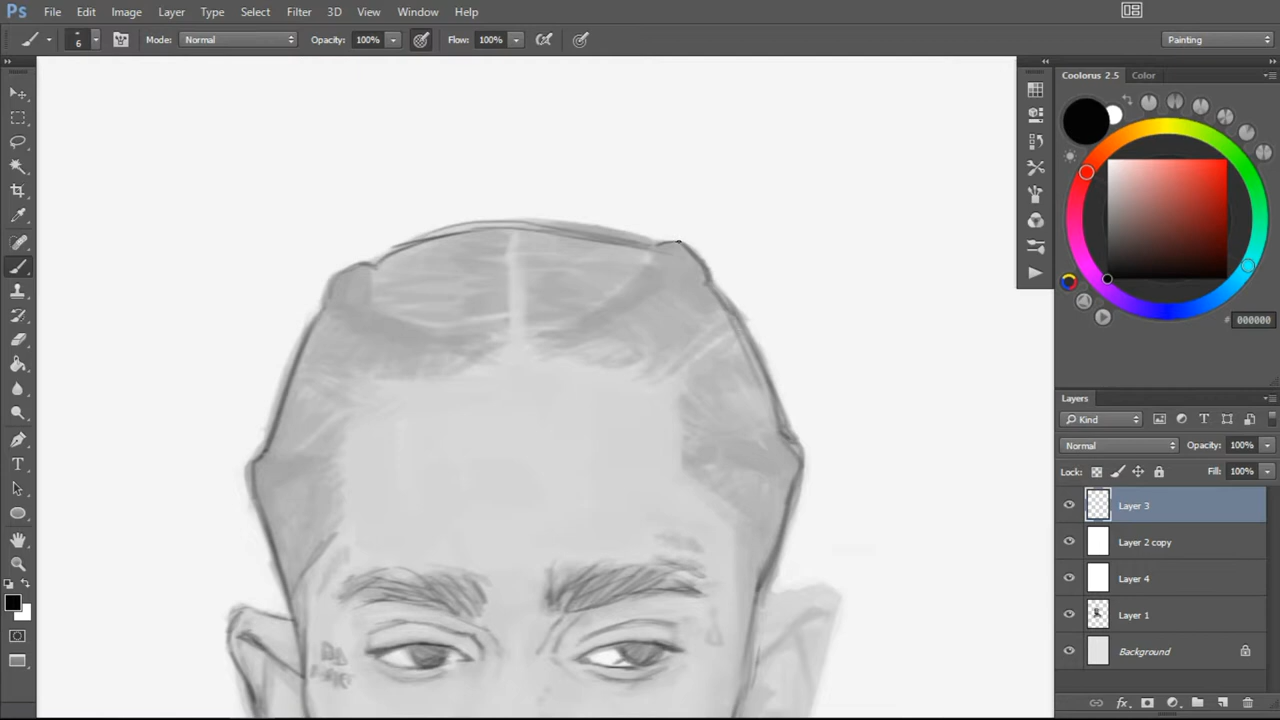 Ps File Edit Image Layer Type Select Filter 3D View Window Help
6 Mode: Normal Opacity: 100% Flow: 100% Painting
Coolorus 2.5 Color
# 000000
Layers
Kind
Normal Opacity: 100%
Lock: Fill: 100%
Layer 3
Layer 2 copy
Layer 4
Layer 1
Background